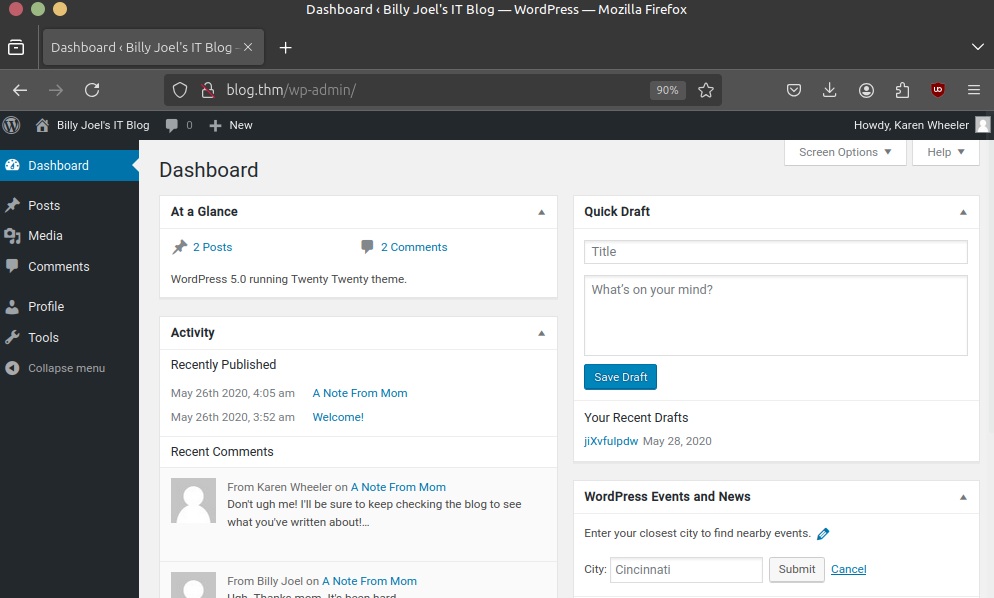 Dashboard ‹ Billy Joel's IT Blog — WordPress — Mozilla Firefox
Dashboard ‹ Billy Joel's IT Blog -
blog.thm/wp-admin/
90%
Billy Joel's IT Blog
0
New
Howdy, Karen Wheeler
Dashboard
Posts
Media
Comments
Profile
Tools
Collapse menu
Screen Options
Help
Dashboard
At a Glance
2 Posts
2 Comments
WordPress 5.0 running Twenty Twenty theme.
Activity
Recently Published
May 26th 2020, 4:05 am A Note From Mom
May 26th 2020, 3:52 am Welcome!
Recent Comments
From Karen Wheeler on A Note From Mom
Don't ugh me! I'll be sure to keep checking the blog to see
what you've written about!…
From Billy Joel on A Note From Mom
Ugh. Thanks mom. It's been hard
Quick Draft
Title
What's on your mind?
Save Draft
Your Recent Drafts
jiXvfulpdw May 28, 2020
WordPress Events and News
Enter your closest city to find nearby events.
City: Cincinnati Submit Cancel